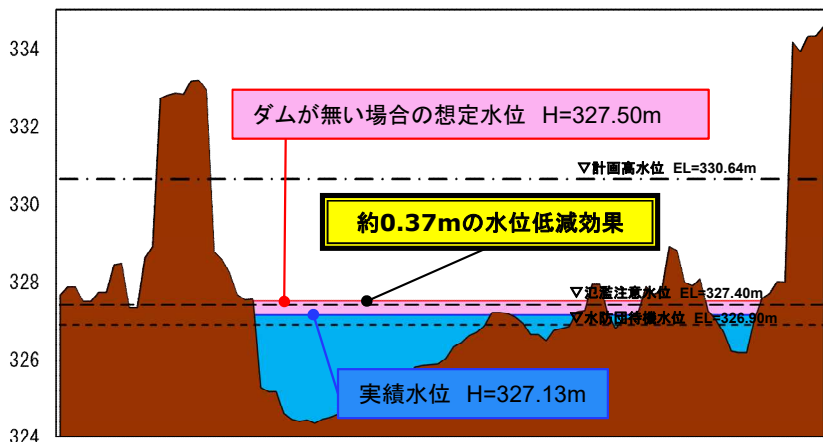 334
332
330
328
326
324
ダムが無い場合の想定水位 H=327.50m
▽計画高水位 EL=330.64m
約0.37mの水位低減効果
▽氾濫注意水位 EL=327.40m
▽水防団待機水位 EL=326.90m
実績水位 H=327.13m